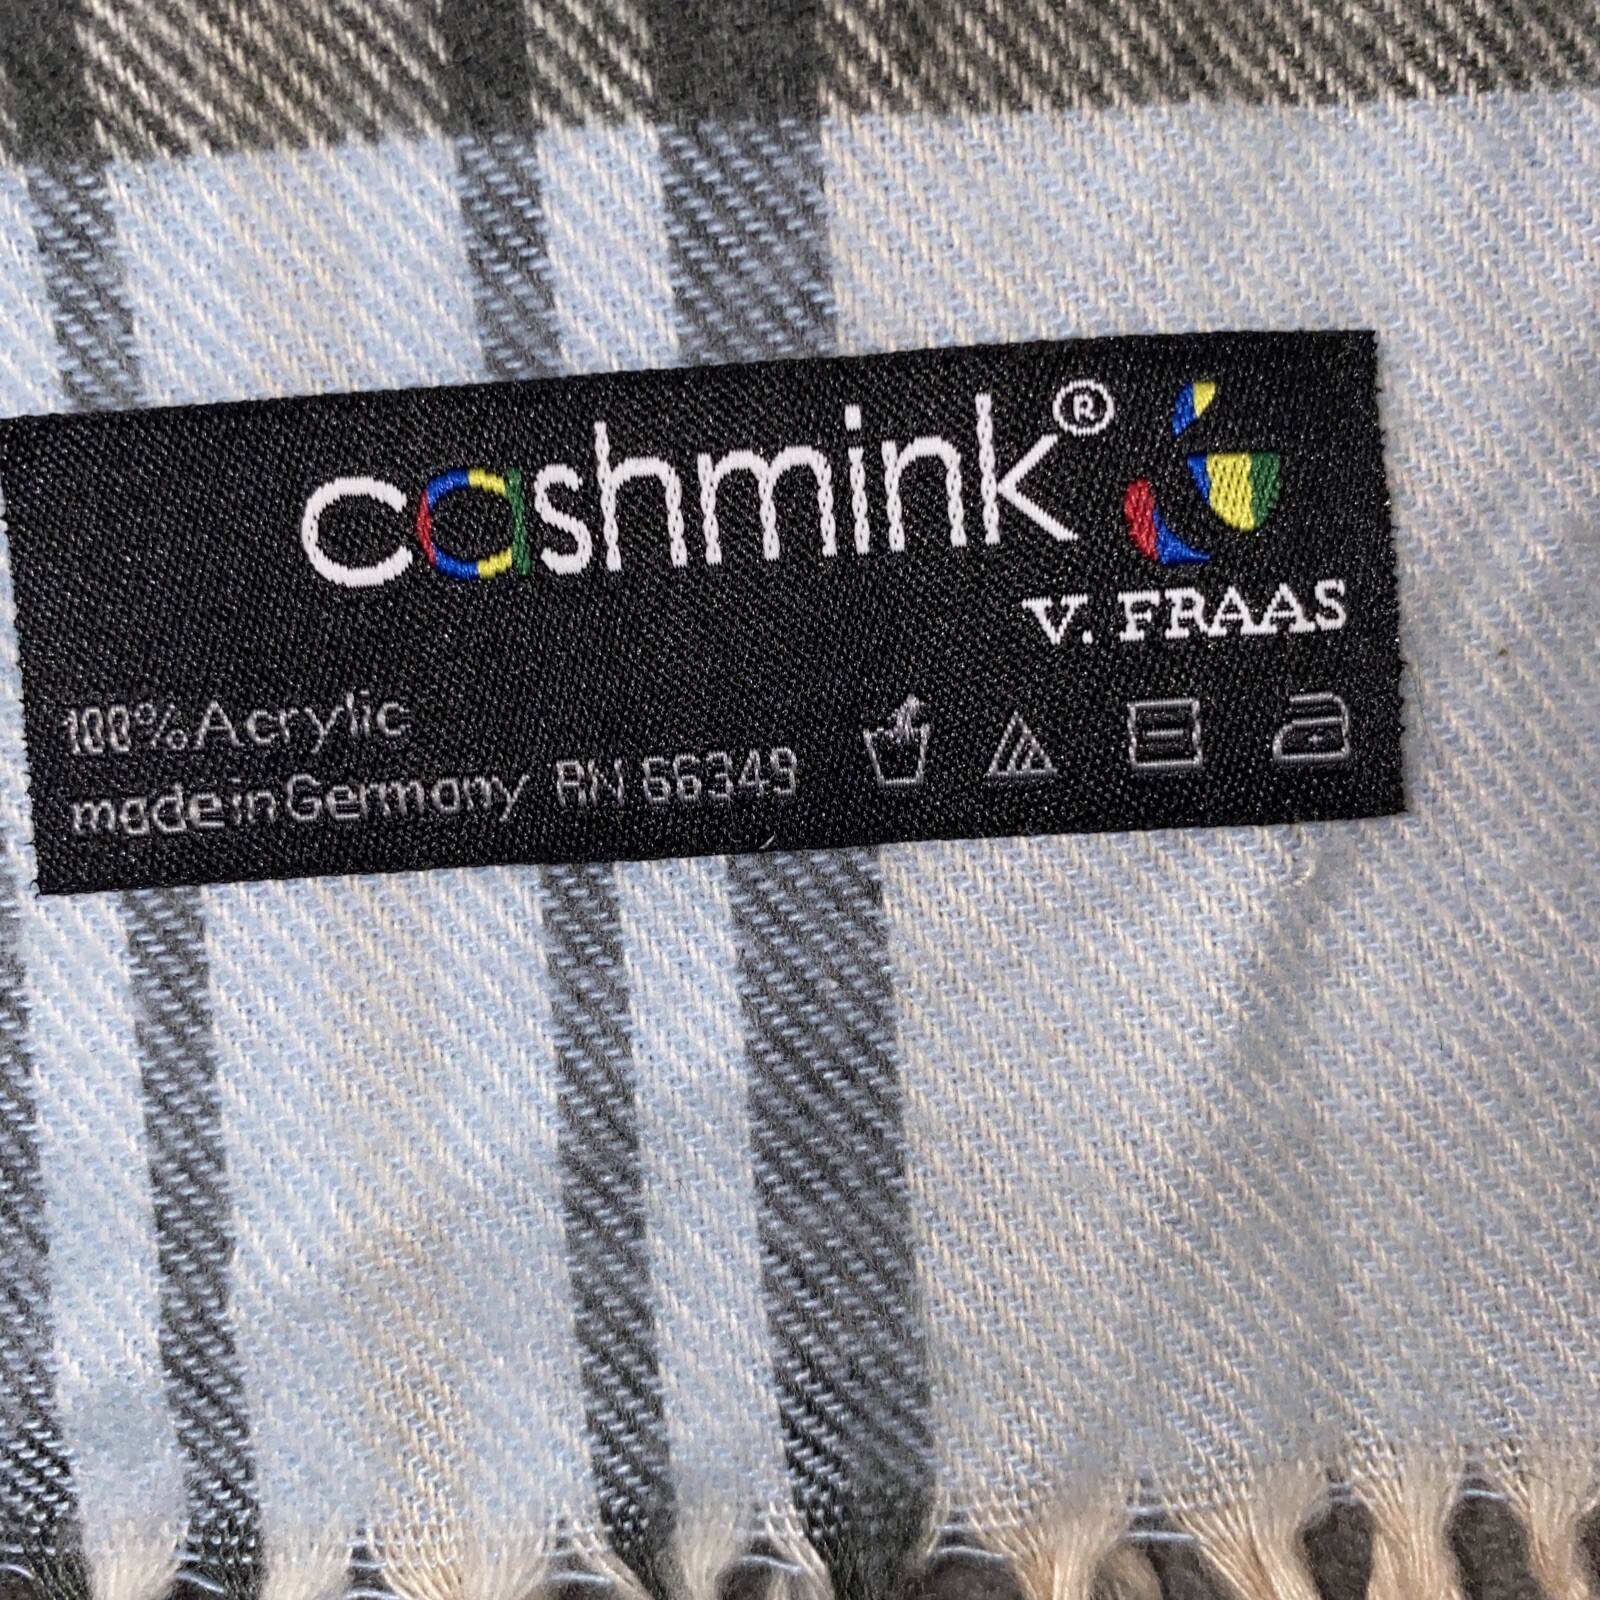 cashmink®
V. FRAAS
100% Acrylic
made in Germany RN 66349